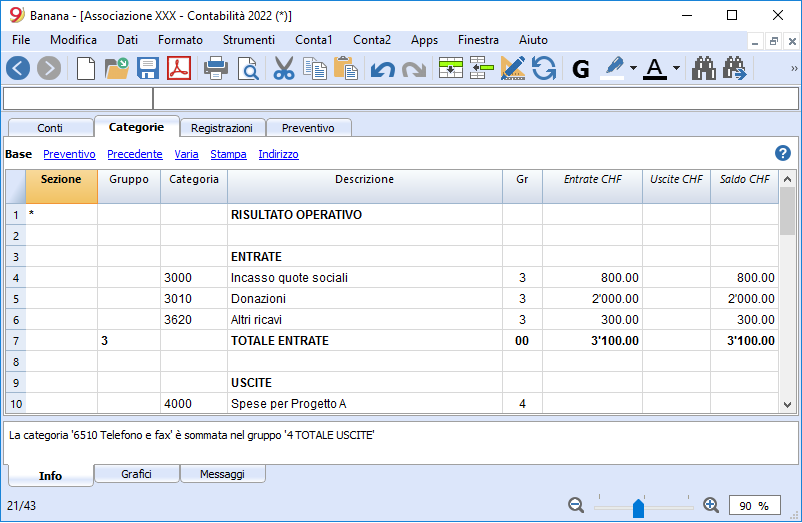 Banana - [Associazione XXX - Contabilità 2022 (*)]
File Modifica Dati Formato Strumenti Conta1 Conta2 Apps Finestra Aiuto
G A »
Conti Categorie Registrazioni Preventivo
Base Preventivo Precedente Varia Stampa Indirizzo ?
Sezione Gruppo Categoria Descrizione Gr Entrate CHF Uscite CHF Saldo CHF
1 * RISULTATO OPERATIVO
2
3 ENTRATE
4 3000 Incasso quote sociali 3 800.00 800.00
5 3010 Donazioni 3 2'000.00 2'000.00
6 3620 Altri ricavi 3 300.00 300.00
7 3 TOTALE ENTRATE 00 3'100.00 3'100.00
8
9 USCITE
10 4000 Spese per Progetto A 4
La categoria '6510 Telefono e fax' è sommata nel gruppo '4 TOTALE USCITE'
Info Grafici Messaggi
21/43 90 %